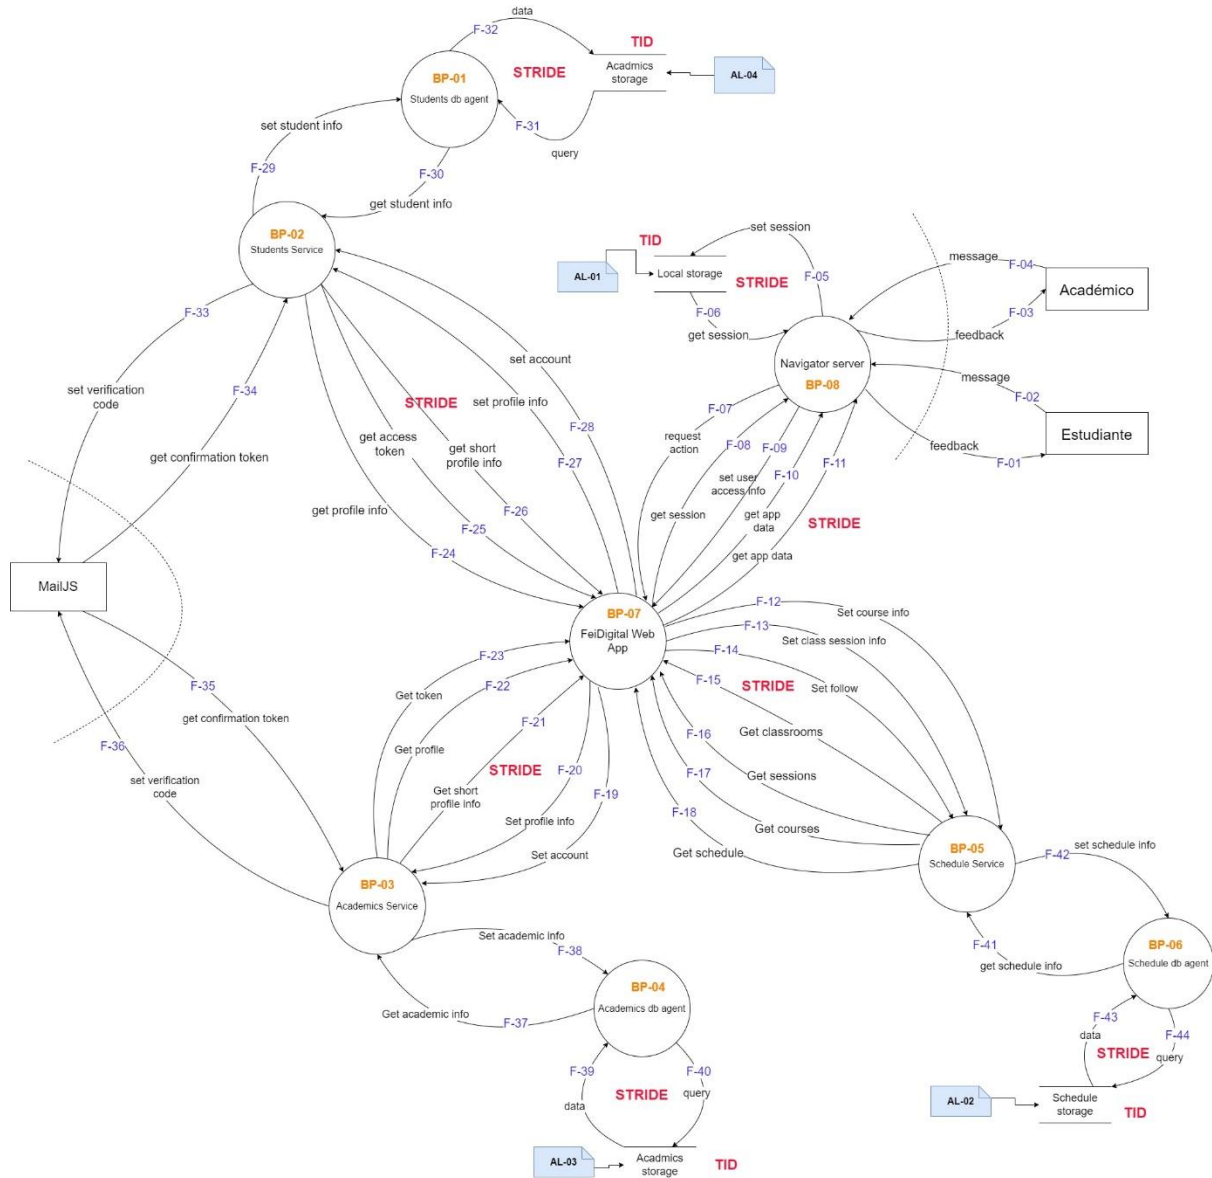 data
F-32
TID
BP-01
Students db agent
STRIDE
Acadmics
storage
AL-04
F-31
query
set student info
F-29
F-30
get student info
BP-02
Students Service
set session
TID
AL-01
Local storage
STRIDE
F-05
F-06
get session
message
F-04
Académico
F-03
feedback
Navigator server
BP-08
message
F-02
Estudiante
feedback
F-01
F-33
set verification
code
F-34
get confirmation token
set account
STRIDE
set profile info
F-28
get access
token
get short
profile info
F-27
get profile info
F-26
F-25
F-24
F-07
request
action
F-08
F-09
set user
access info
F-10
F-11
get session
get app
data
STRIDE
get app data
MailJS
BP-07
FeiDigital Web
App
F-12
Set course info
F-13
Set class session info
F-14
F-15
STRIDE
Set follow
Get classrooms
F-16
Get sessions
F-17
Get courses
F-18
Get schedule
F-23
Get token
F-22
Get profile
F-21
STRIDE
F-20
F-19
Get short
profile info
Set profile info
Set account
F-35
get confirmation token
F-36
set verification
code
BP-03
Academics Service
BP-05
Schedule Service
F-42
set schedule info
F-41
get schedule info
BP-06
Schedule db agent
Set academic info
F-38
BP-04
Academics db agent
Get academic info
F-37
F-43
F-44
data
STRIDE
query
F-39
F-40
STRIDE
query
data
AL-02
Schedule
storage
TID
AL-03
Acadmics
storage
TID